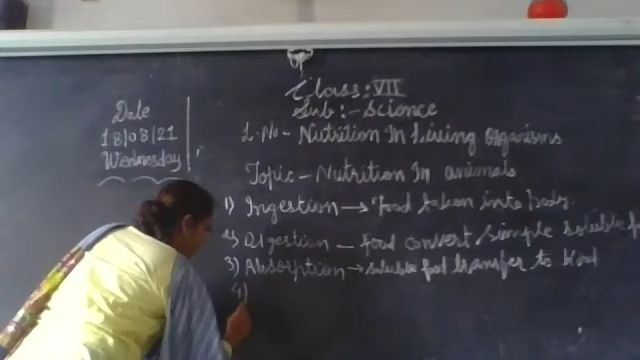 Date
18/08/21
Wednesday
Class: VII
Sub:- Science
L.No- Nutrition In Living Organisms
Topic - Nutrition In animals
1) Ingestion → Food taken into body.
2) Digestion - food convert simple soluble
3) Absorption → soluble food transfer to blood
4)